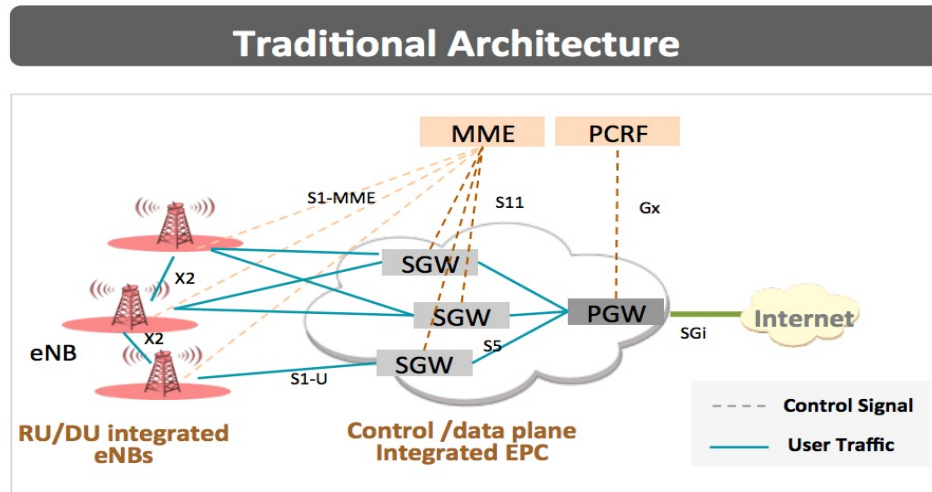 Traditional Architecture
MME
PCRF
S1-MME
S11
Gx
X2
SGW
SGW
PGW
Internet
SGi
eNB
X2
S5
SGW
S1-U
Control Signal
User Traffic
RU/DU integrated
eNBs
Control /data plane
Integrated EPC